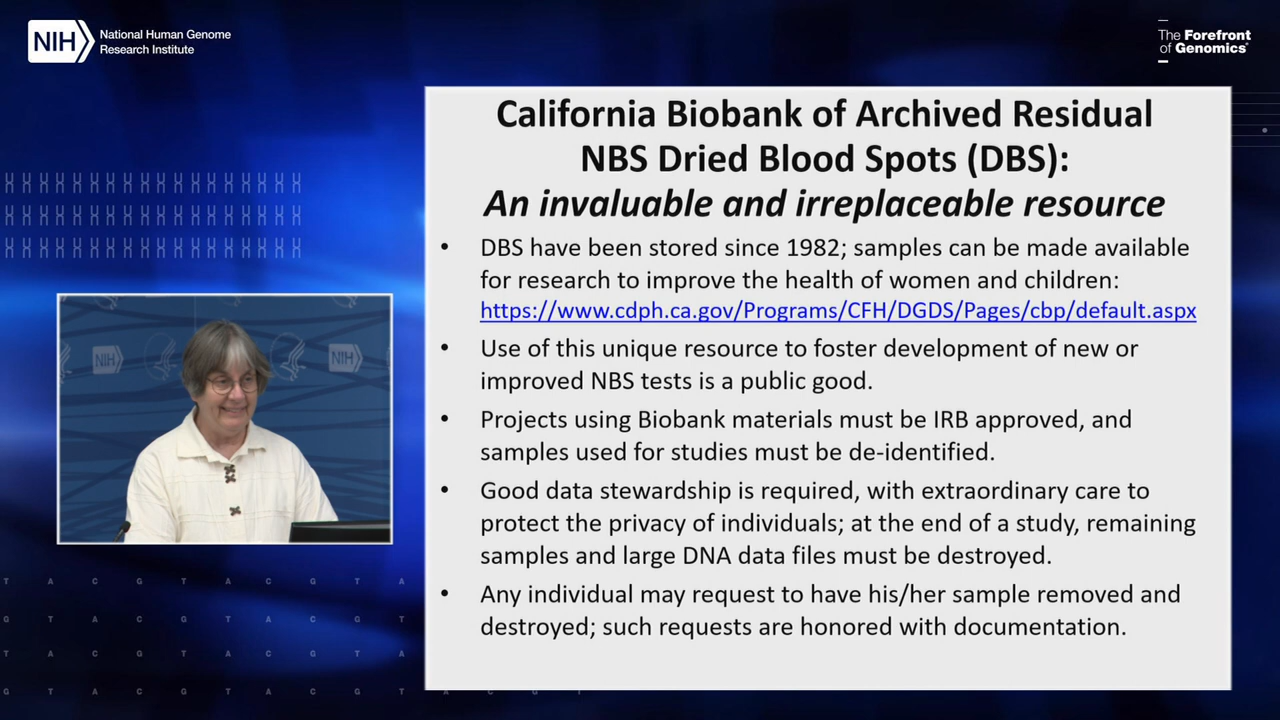 NIH
National Human Genome
Research Institute
The Forefront
of Genomics®
California Biobank of Archived Residual
NBS Dried Blood Spots (DBS):
An invaluable and irreplaceable resource
• DBS have been stored since 1982; samples can be made available
for research to improve the health of women and children:
https://www.cdph.ca.gov/Programs/CFH/DGDS/Pages/cbp/default.aspx
• Use of this unique resource to foster development of new or
improved NBS tests is a public good.
• Projects using Biobank materials must be IRB approved, and
samples used for studies must be de-identified.
• Good data stewardship is required, with extraordinary care to
protect the privacy of individuals; at the end of a study, remaining
samples and large DNA data files must be destroyed.
• Any individual may request to have his/her sample removed and
destroyed; such requests are honored with documentation.
NIH
NIH
T A C G T A C G T A
G T A C G T A C G T
T A C G T A C G T A
G T A C G T A C G T A C G T